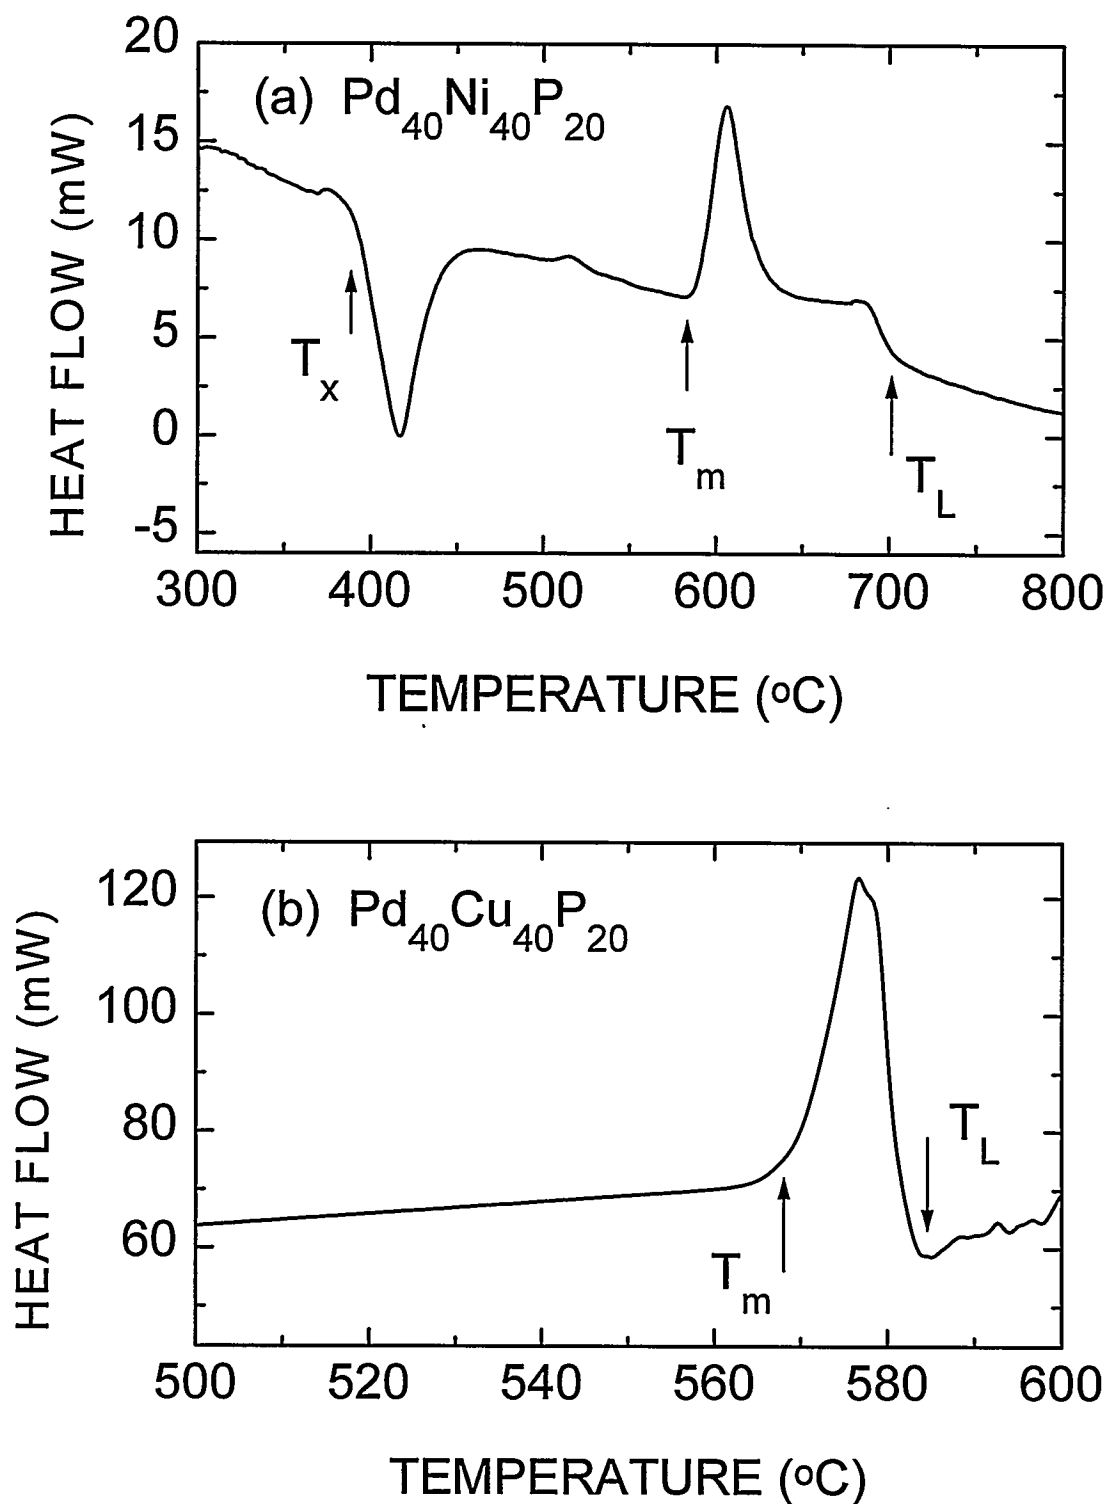 20
(a) Pd40Ni40P20
15
10
5
0
-5
HEAT FLOW (mW)
Tx
Tm
TL
300 400 500 600 700 800
TEMPERATURE (oC)
120
(b) Pd40Cu40P20
100
80
60
HEAT FLOW (mW)
TL
Tm
500 520 540 560 580 600
TEMPERATURE (oC)